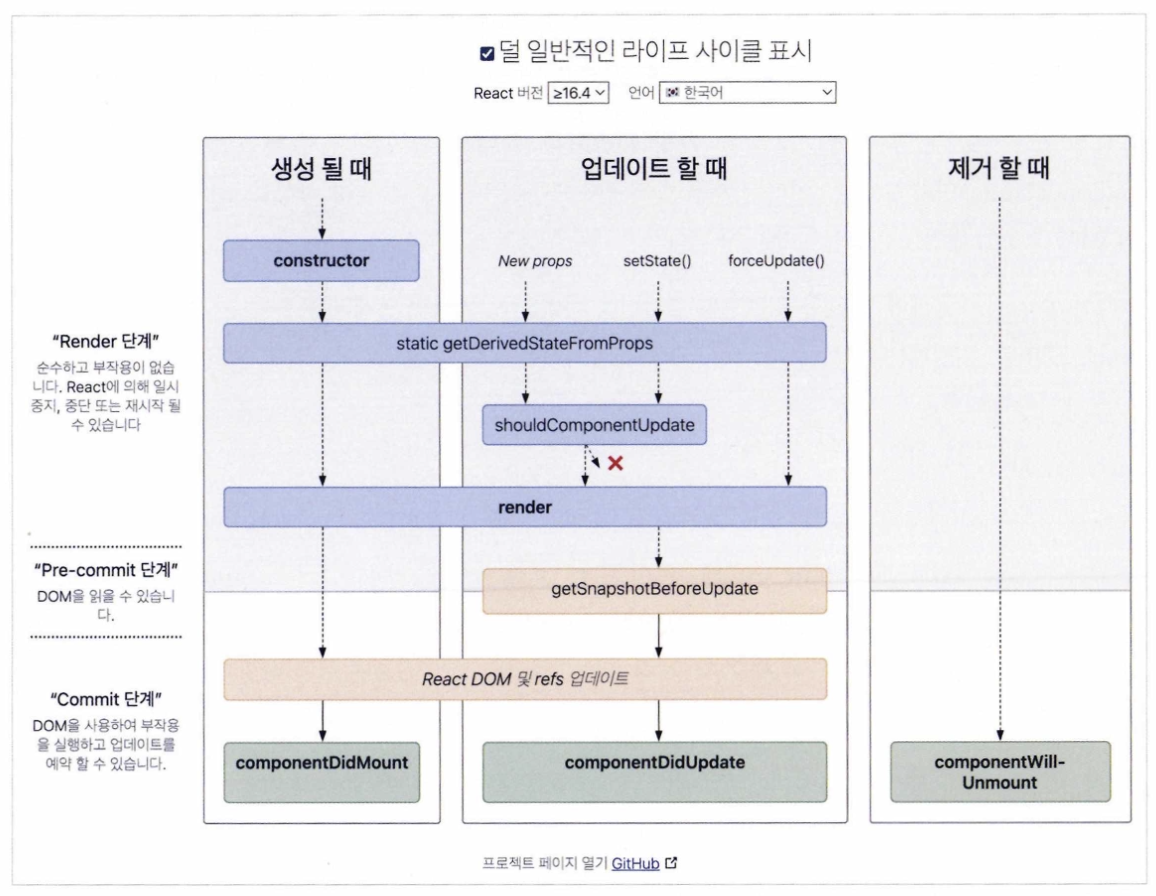 덜 일반적인 라이프 사이클 표시
React 버전 ≥16.4 언어 한국어
생성 될 때
업데이트 할 때
제거 할 때
constructor
New props
setState()
forceUpdate()
“Render 단계”
순수하고 부작용이 없습
니다. React에 의해 일시
중지, 중단 또는 재시작 될
수 있습니다
static getDerivedStateFromProps
shouldComponentUpdate
render
“Pre-commit 단계”
DOM을 읽을 수 있습니
다.
getSnapshotBeforeUpdate
React DOM 및 refs 업데이트
“Commit 단계”
DOM을 사용하여 부작용
을 실행하고 업데이트를
예약 할 수 있습니다.
componentDidMount
componentDidUpdate
componentWill-
Unmount
프로젝트 페이지 열기 GitHub